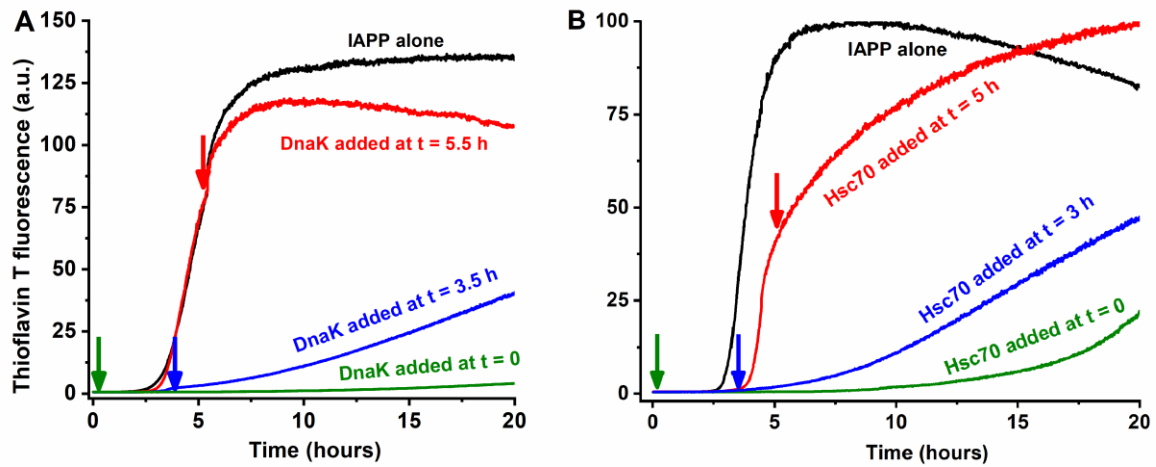 A
150
125
100
75
50
25
0
Thioflavin T fluorescence (a.u.)
IAPP alone
DnaK added at t = 5.5 h
DnaK added at t = 3.5 h
DnaK added at t = 0
0 5 10 15 20
Time (hours)
B
100
75
50
25
0
IAPP alone
Hsc70 added at t = 5 h
Hsc70 added at t = 3 h
Hsc70 added at t = 0
0 5 10 15 20
Time (hours)